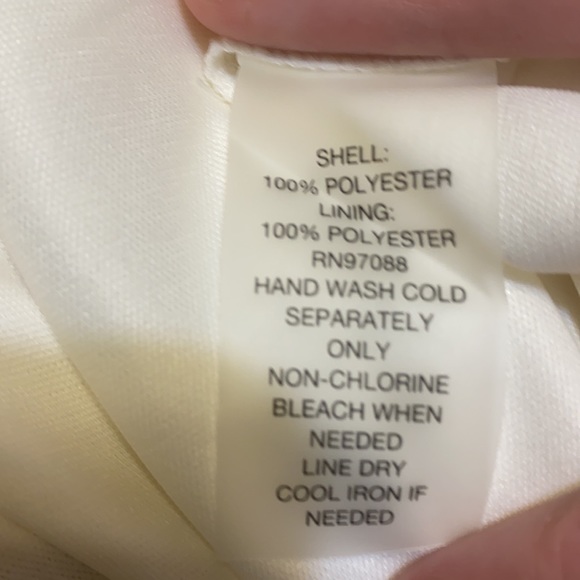 SHELL:
100% POLYESTER
LINING:
100% POLYESTER
RN97088
HAND WASH COLD
SEPARATELY
ONLY
NON-CHLORINE
BLEACH WHEN
NEEDED
LINE DRY
COOL IRON IF
NEEDED